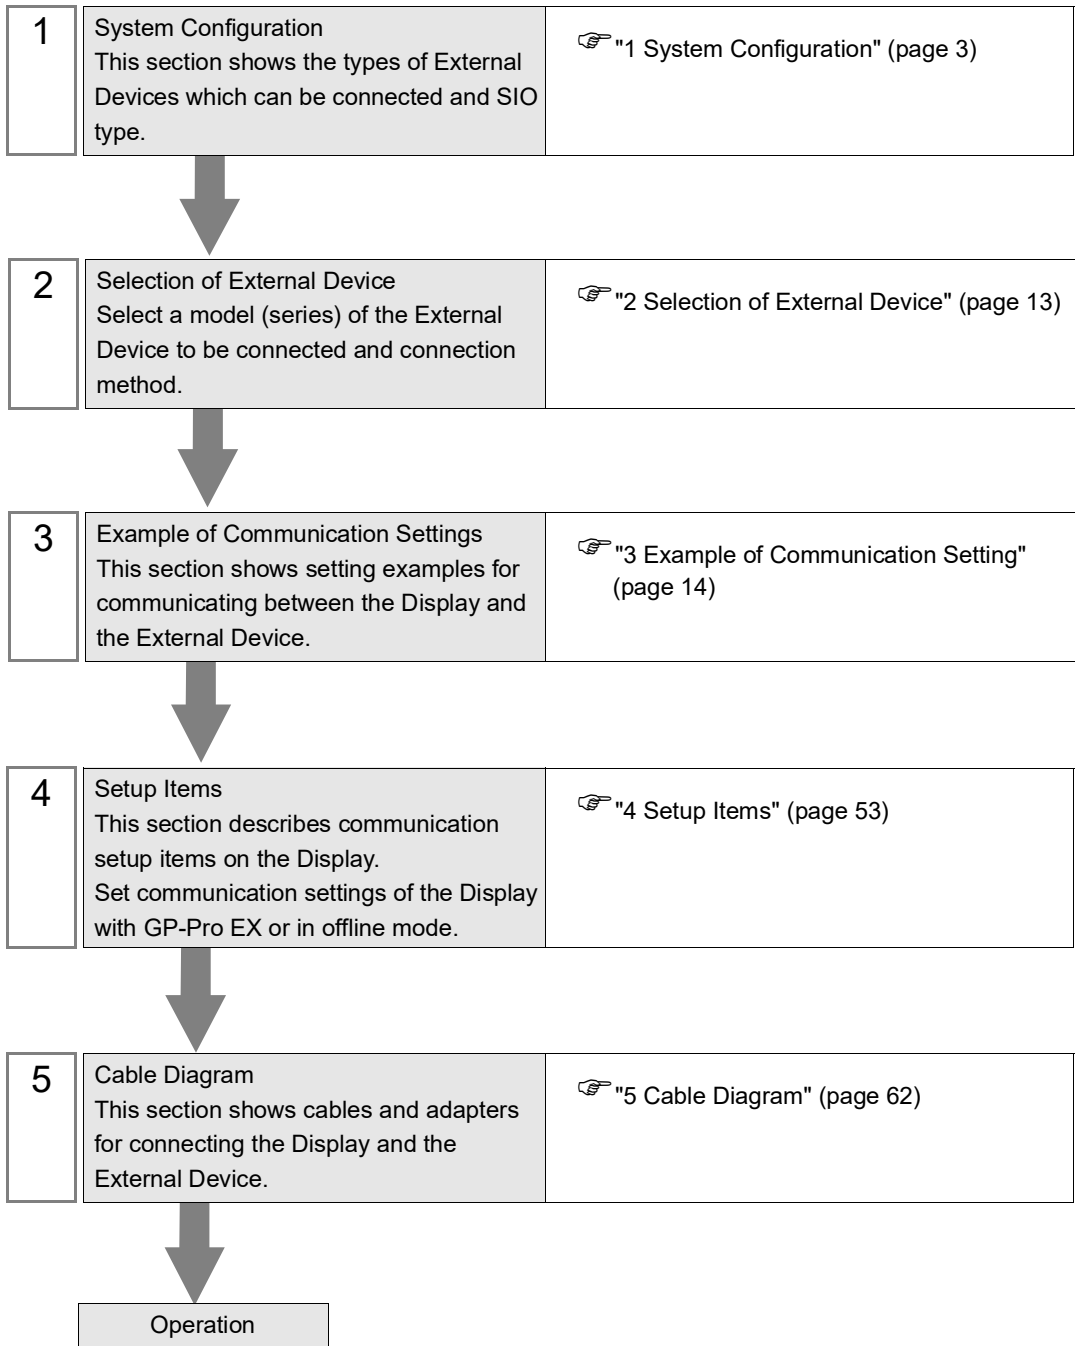 1
System Configuration
This section shows the types of External
Devices which can be connected and SIO
type.
"1 System Configuration" (page 3)
2
Selection of External Device
Select a model (series) of the External
Device to be connected and connection
method.
"2 Selection of External Device" (page 13)
3
Example of Communication Settings
This section shows setting examples for
communicating between the Display and
the External Device.
"3 Example of Communication Setting"
(page 14)
4
Setup Items
This section describes communication
setup items on the Display.
Set communication settings of the Display
with GP-Pro EX or in offline mode.
"4 Setup Items" (page 53)
5
Cable Diagram
This section shows cables and adapters
for connecting the Display and the
External Device.
"5 Cable Diagram" (page 62)
Operation